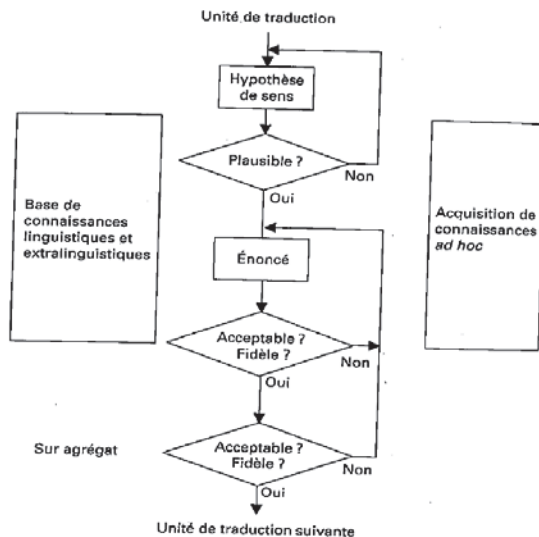 Unité de traduction
Hypothèse
de sens
Plausible ?
Non
Oui
Base de
connaissances
linguistiques et
extralinguistiques
Acquisition de
connaissances
ad hoc
Énoncé
Acceptable ?
Fidèle ?
Non
Oui
Sur agrégat
Acceptable ?
Fidèle ?
Non
Oui
Unité de traduction suivante